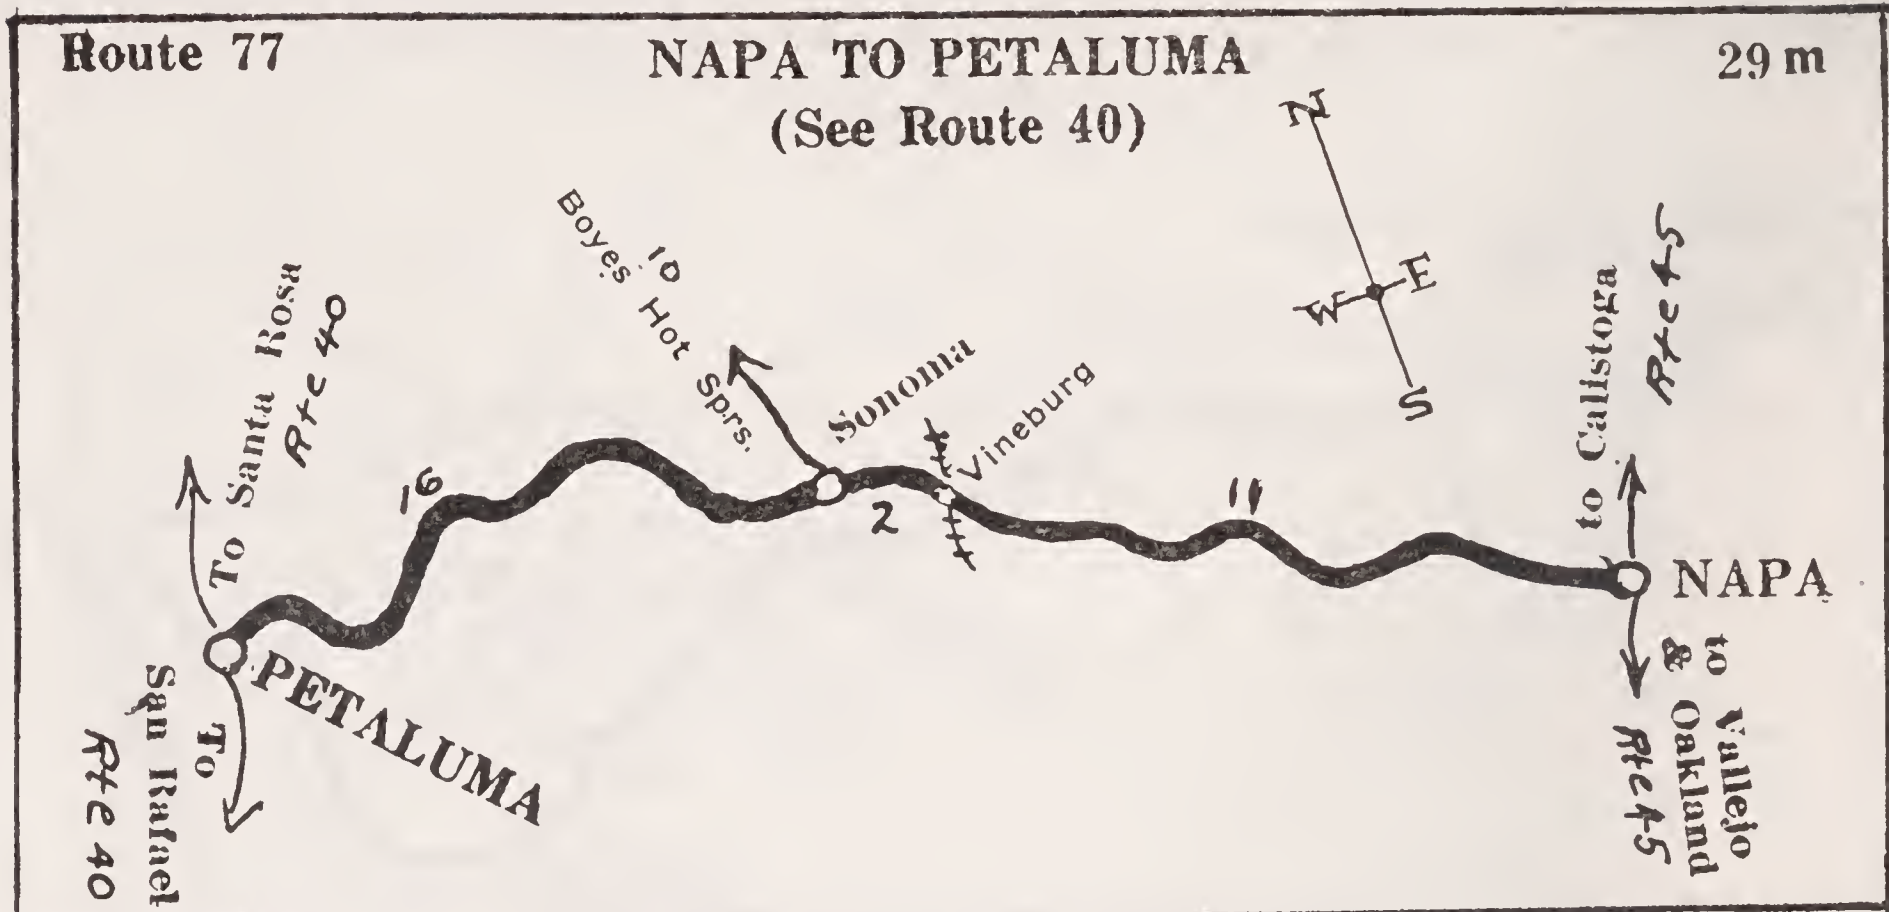 Route 77
NAPA TO PETALUMA
29 m
(See Route 40)
N
W
E
S
Boyes Hot Sprs.
10
Sonoma
Vineburg
To Santa Rosa
Rte 40
16
2
11
to Calistoga
Rte 45
NAPA
PETALUMA
To
San Rafael
Rte 40
to Vallejo
& Oakland
Rte 45